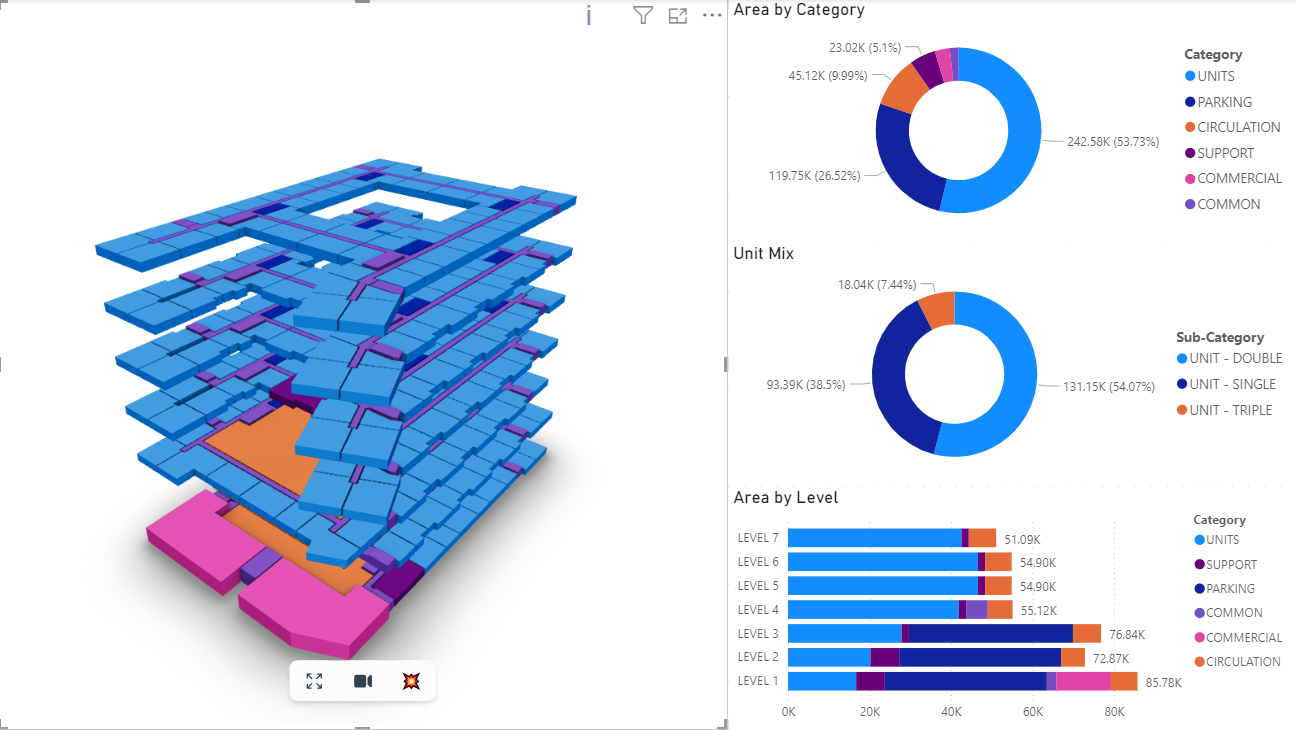 i
Area by Category
23.02K (5.1%)
45.12K (9.99%)
119.75K (26.52%)
242.58K (53.73%)
Category
UNITS
PARKING
CIRCULATION
SUPPORT
COMMERCIAL
COMMON
Unit Mix
18.04K (7.44%)
93.39K (38.5%)
131.15K (54.07%)
Sub-Category
UNIT - DOUBLE
UNIT - SINGLE
UNIT - TRIPLE
Area by Level
LEVEL 7 51.09K
LEVEL 6 54.90K
LEVEL 5 54.90K
LEVEL 4 55.12K
LEVEL 3 76.84K
LEVEL 2 72.87K
LEVEL 1 85.78K
0K 20K 40K 60K 80K
Category
UNITS
SUPPORT
PARKING
COMMON
COMMERCIAL
CIRCULATION